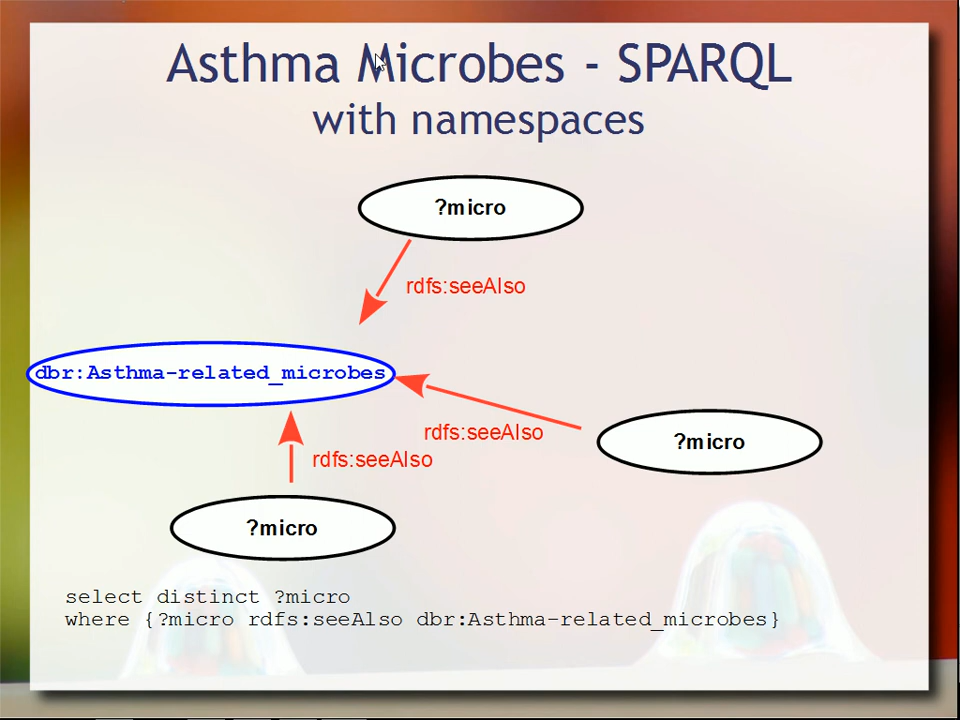 Asthma Microbes - SPARQL
with namespaces
?micro
rdfs:seeAlso
dbr:Asthma-related_microbes
rdfs:seeAlso
?micro
rdfs:seeAlso
?micro
select distinct ?micro
where {?micro rdfs:seeAlso dbr:Asthma-related_microbes}